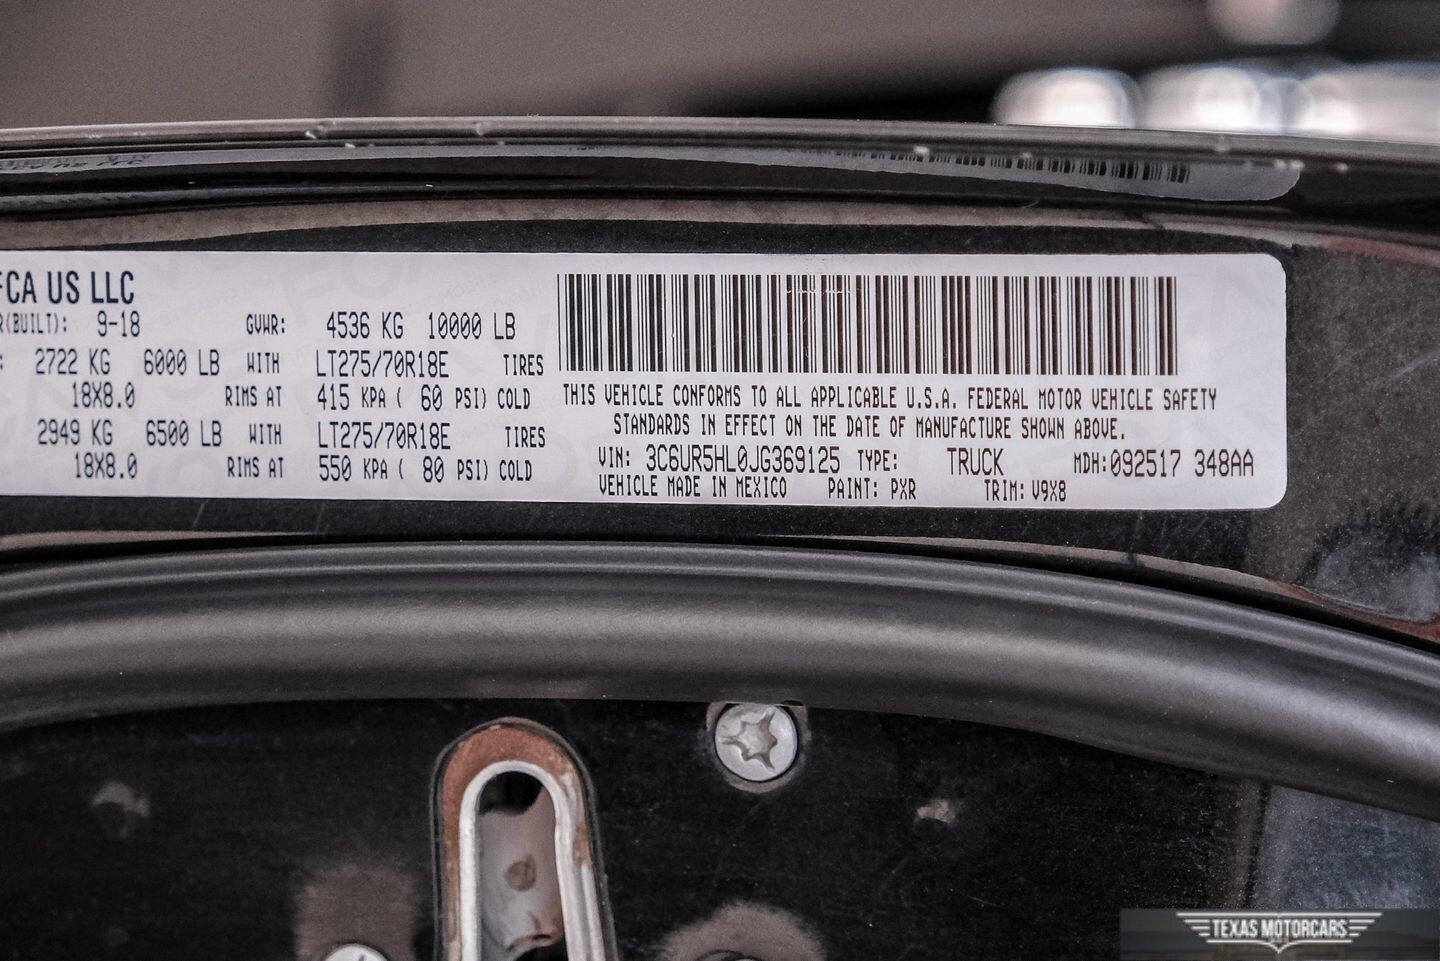 FCA US LLC
R(BUILT): 9-18 GVWR: 4536 KG 10000 LB
: 2722 KG 6000 LB WITH LT275/70R18E TIRES
18X8.0 RIMS AT 415 KPA ( 60 PSI) COLD
2949 KG 6500 LB WITH LT275/70R18E TIRES
18X8.0 RIMS AT 550 KPA ( 80 PSI) COLD
THIS VEHICLE CONFORMS TO ALL APPLICABLE U.S.A. FEDERAL MOTOR VEHICLE SAFETY
STANDARDS IN EFFECT ON THE DATE OF MANUFACTURE SHOWN ABOVE.
VIN: 3C6UR5HL0JG369125 TYPE: TRUCK MDH:092517 348AA
VEHICLE MADE IN MEXICO PAINT: PXR TRIM: V9X8
TEXAS MOTORCARS